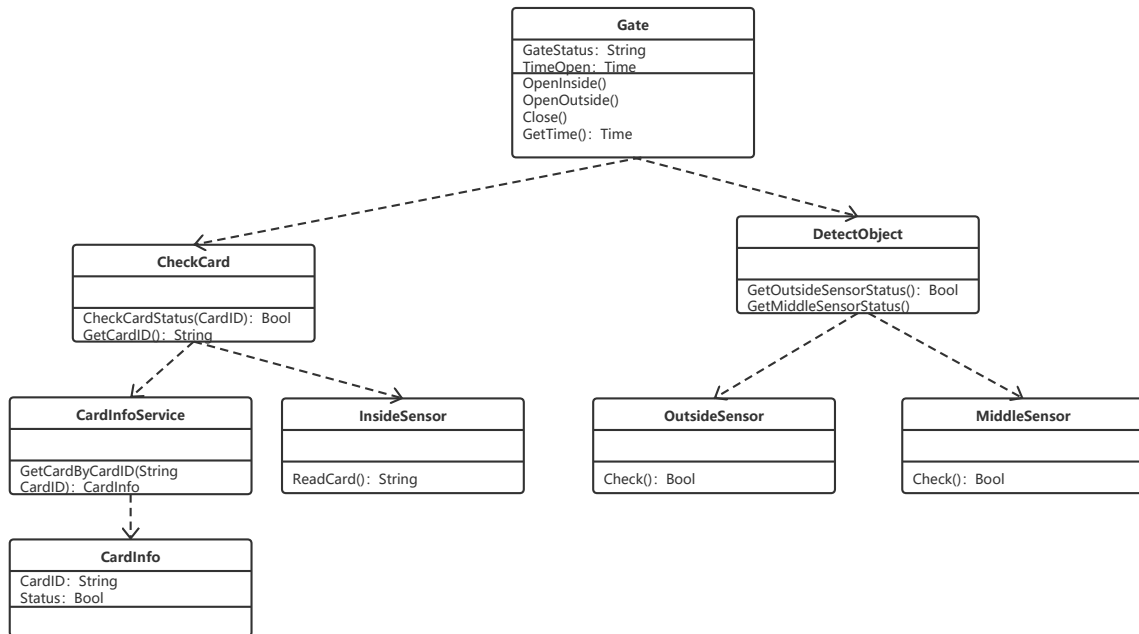 Gate
GateStatus: String
TimeOpen: Time
OpenInside()
OpenOutside()
Close()
GetTime(): Time
CheckCard
CheckCardStatus(CardID): Bool
GetCardID(): String
DetectObject
GetOutsideSensorStatus(): Bool
GetMiddleSensorStatus()
CardInfoService
GetCardByCardID(String
CardID): CardInfo
InsideSensor
ReadCard(): String
OutsideSensor
Check(): Bool
MiddleSensor
Check(): Bool
CardInfo
CardID: String
Status: Bool